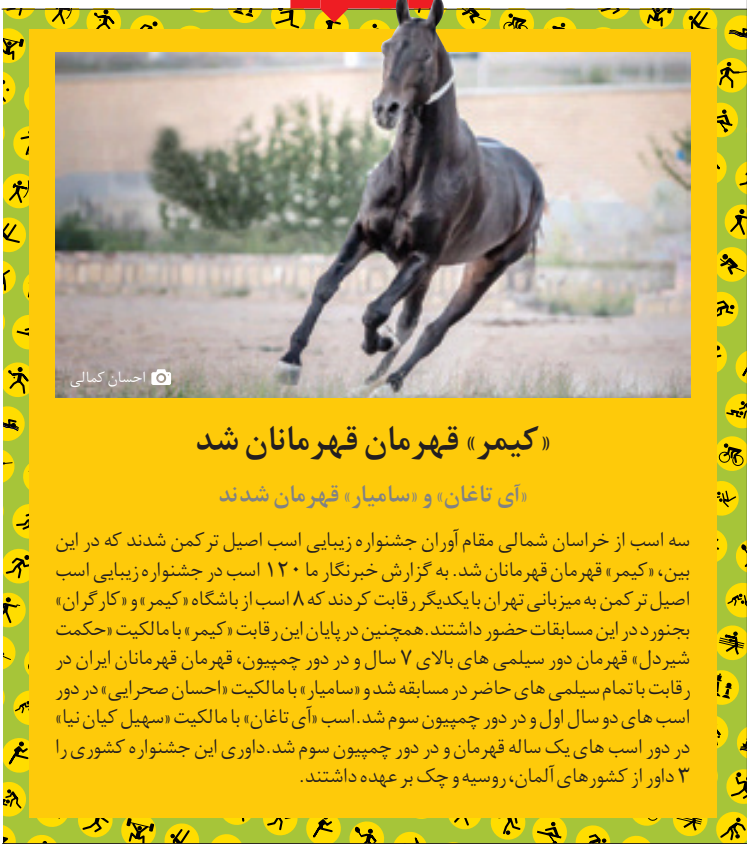 احسان کمالی
«کیمر» قهرمان قهرمانان شد
«آی تاغان» و «سامیار» قهرمان شدند
سه اسب از خراسان شمالی مقام آوران جشنواره زیبایی اسب اصیل ترکمن شدند که در این
بین، «کیمر» قهرمان قهرمانان شد. به گزارش خبرنگار ما ۱۲۰ اسب در جشنواره زیبایی اسب
اصیل ترکمن به میزبانی تهران با یکدیگر رقابت کردند که ۸ اسب از باشگاه «کیمر» و «کارگران»
بجنورد در این مسابقات حضور داشتند. همچنین در پایان این رقابت «کیمر» با مالکیت «حکمت
شیردل» قهرمان دور سیلمی های بالای ۷ سال و در دور چمپیون، قهرمان قهرمانان ایران در
رقابت با تمام سیلمی های حاضر در مسابقه شد و «سامیار» با مالکیت «احسان صحرایی» در دور
اسب های دو سال اول و در دور چمپیون سوم شد. اسب «آی تاغان» با مالکیت «سهیل کیان نیا»
در دور اسب های یک ساله قهرمان و در دور چمپیون سوم شد. داوری این جشنواره کشوری را
۳ داور از کشورهای آلمان، روسیه و چک بر عهده داشتند.